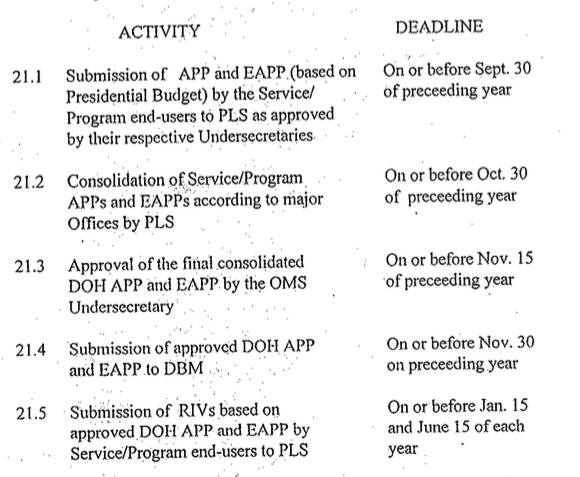 ACTIVITY DEADLINE
21.1 Submission of APP and EAPP (based on On or before Sept. 30
Presidential Budget) by the Service/ of preceeding year
Program end-users to PLS as approved
by their respective Undersecretaries
21.2 Consolidation of Service/Program On or before Oct. 30
APPs and EAPPs according to major of preceeding year
Offices by PLS
21.3 Approval of the final consolidated On or before Nov. 15
DOH APP and EAPP by the OMS of preceeding year
Undersecretary
21.4 Submission of approved DOH APP On or before Nov. 30
and EAPP to DBM on preceeding year
21.5 Submission of RIVs based on On or before Jan. 15
approved DOH APP and EAPP by and June 15 of each
Service/Program end-users to PLS year